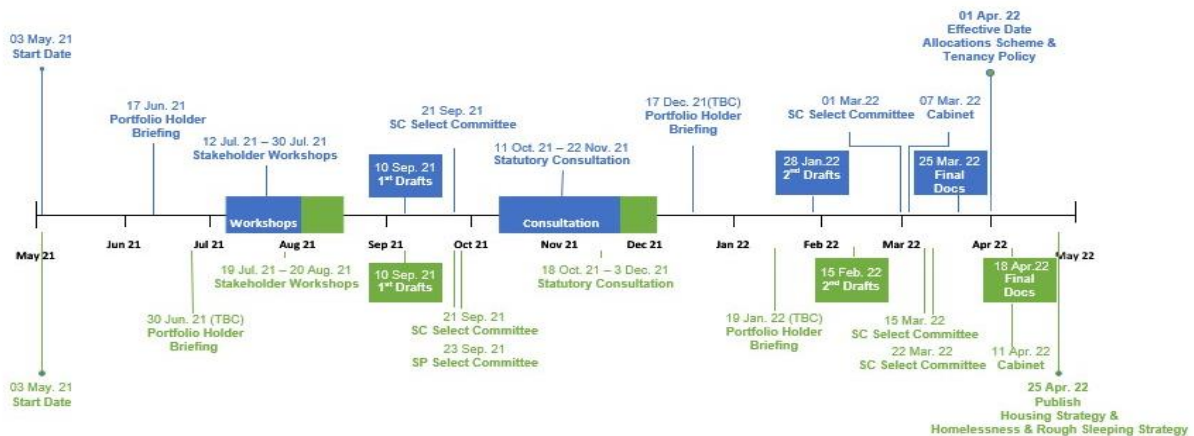 03 May. 21
Start Date
17 Jun. 21
Portfolio Holder
Briefing
12 Jul. 21 – 30 Jul. 21
Stakeholder Workshops
10 Sep. 21
1st Drafts
21 Sep. 21
SC Select Committee
11 Oct. 21 – 22 Nov. 21
Statutory Consultation
17 Dec. 21(TBC)
Portfolio Holder
Briefing
28 Jan.22
2nd Drafts
01 Mar.22
SC Select Committee
07 Mar. 22
Cabinet
25 Mar. 22
Final
Docs
01 Apr. 22
Effective Date
Allocations Scheme &
Tenancy Policy
Workshops
Consultation
May 21
Jun 21
Jul 21
Aug 21
Sep 21
Oct 21
Nov 21
Dec 21
Jan 22
Feb 22
Mar 22
Apr 22
May 22
03 May. 21
Start Date
30 Jun. 21 (TBC)
Portfolio Holder
Briefing
19 Jul. 21 – 20 Aug. 21
Stakeholder Workshops
10 Sep. 21
1st Drafts
21 Sep. 21
SC Select Committee
23 Sep. 21
SP Select Committee
18 Oct. 21 – 3 Dec. 21
Statutory Consultation
19 Jan. 22 (TBC)
Portfolio Holder
Briefing
15 Feb. 22
2nd Drafts
15 Mar. 22
SC Select Committee
22 Mar. 22
SC Select Committee
18 Apr.22
Final
Docs
11 Apr. 22
Cabinet
25 Apr. 22
Publish
Housing Strategy &
Homelessness & Rough Sleeping Strategy